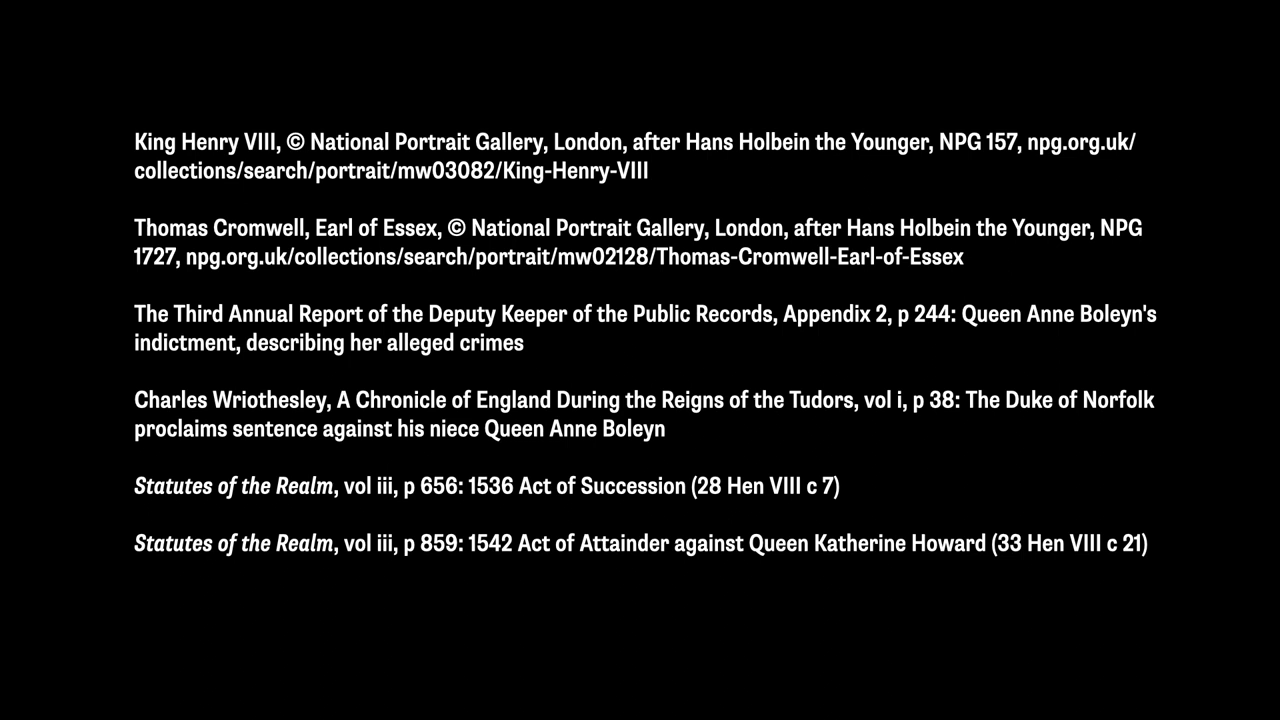 King Henry VIII, © National Portrait Gallery, London, after Hans Holbein the Younger, NPG 157, npg.org.uk/
collections/search/portrait/mw03082/King-Henry-VIII
Thomas Cromwell, Earl of Essex, © National Portrait Gallery, London, after Hans Holbein the Younger, NPG
1727, npg.org.uk/collections/search/portrait/mw02128/Thomas-Cromwell-Earl-of-Essex
The Third Annual Report of the Deputy Keeper of the Public Records, Appendix 2, p 244: Queen Anne Boleyn's
indictment, describing her alleged crimes
Charles Wriothesley, A Chronicle of England During the Reigns of the Tudors, vol i, p 38: The Duke of Norfolk
proclaims sentence against his niece Queen Anne Boleyn
Statutes of the Realm, vol iii, p 656: 1536 Act of Succession (28 Hen VIII c 7)
Statutes of the Realm, vol iii, p 859: 1542 Act of Attainder against Queen Katherine Howard (33 Hen VIII c 21)